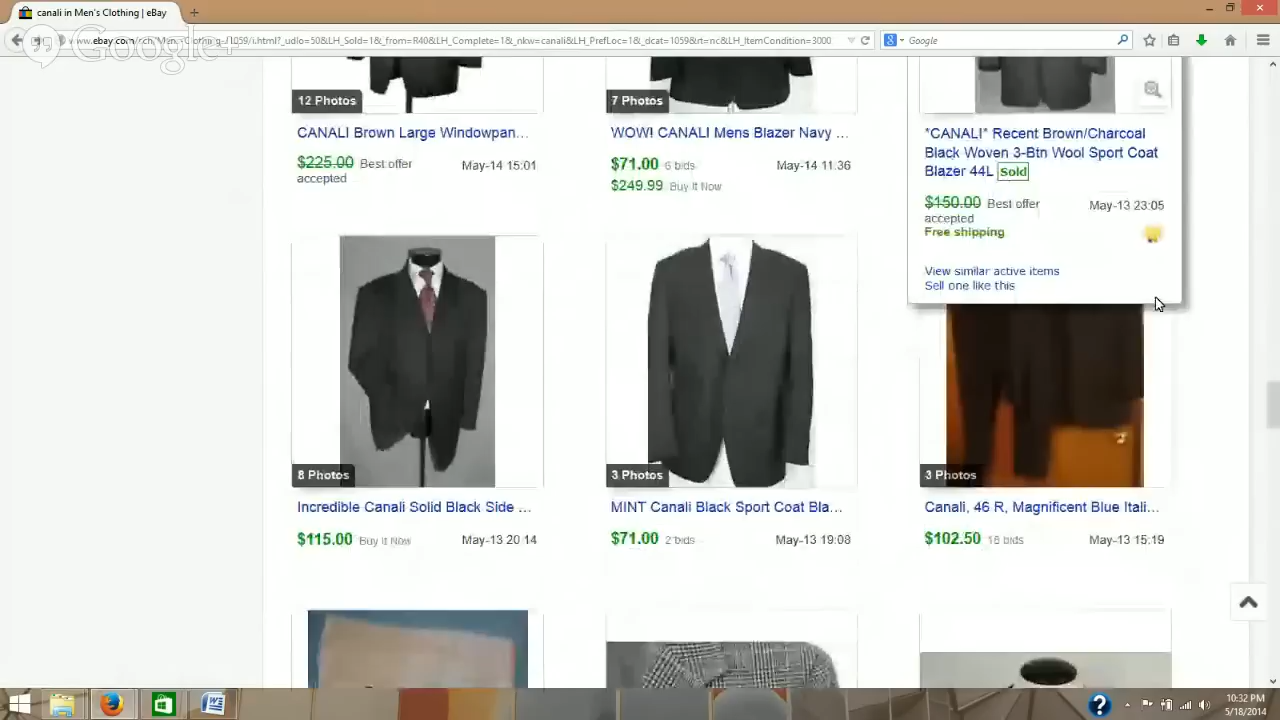 canali in Men's Clothing | eBay
Google+
www.ebay.com/sch/Men's-Clothing-/1059/i.html?_udlo=50&LH_Sold=1&_from=R40&LH_Complete=1&_nkw=canali&LH_PrefLoc=1&_dcat=1059&rt=nc&LH_ItemCondition=3000
Google
12 Photos
7 Photos
CANALI Brown Large Windowpan...
WOW! CANALI Mens Blazer Navy ...
*CANALI* Recent Brown/Charcoal
Black Woven 3-Btn Wool Sport Coat
Blazer 44L Sold
$225.00 Best offer
accepted
May-14 15:01
$71.00 6 bids
May-14 11:36
$249.99 Buy It Now
$150.00 Best offer
accepted
May-13 23:05
Free shipping
View similar active items
Sell one like this
8 Photos
3 Photos
3 Photos
Incredible Canali Solid Black Side ...
MINT Canali Black Sport Coat Bla...
Canali, 46 R, Magnificent Blue Itali...
$115.00 Buy It Now May-13 20:14
$71.00 2 bids May-13 19:08
$102.50 May-13 15:19
10:32 PM
5/18/2014